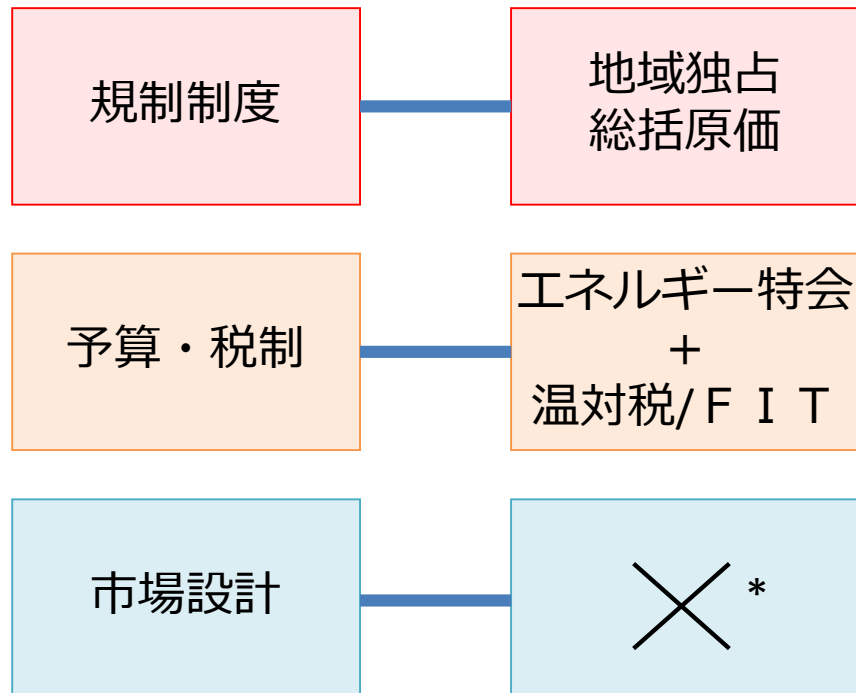 規制制度
地域独占
総括原価
予算・税制
エネルギー特会
+
温対税/ＦＩＴ
市場設計
*